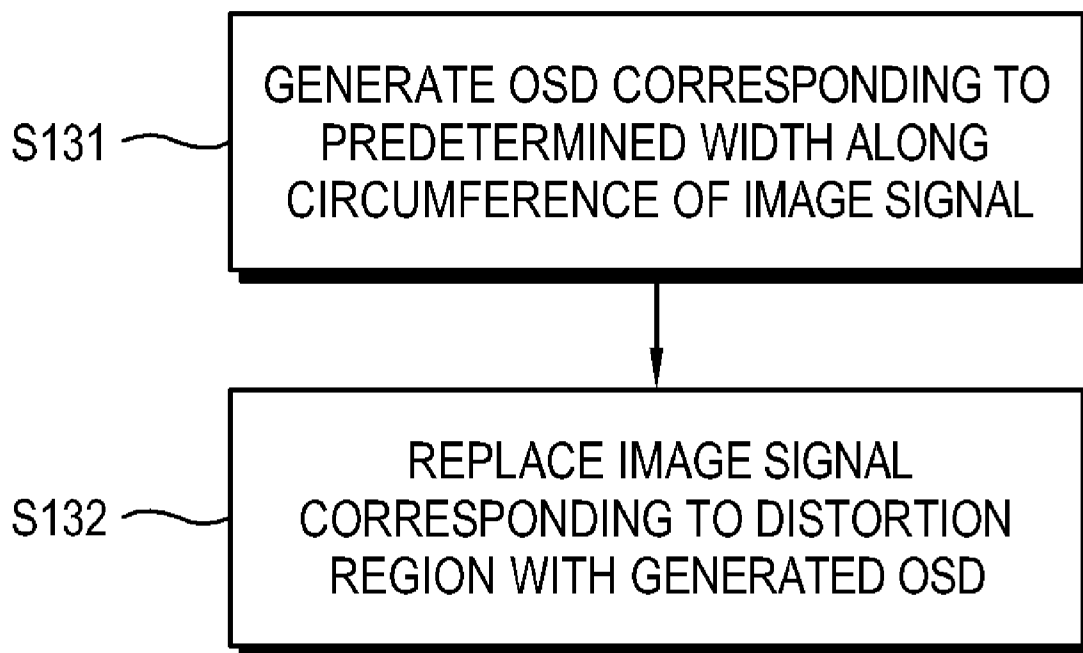 S131
GENERATE OSD CORRESPONDING TO
PREDETERMINED WIDTH ALONG
CIRCUMFERENCE OF IMAGE SIGNAL
S132
REPLACE IMAGE SIGNAL
CORRESPONDING TO DISTORTION
REGION WITH GENERATED OSD